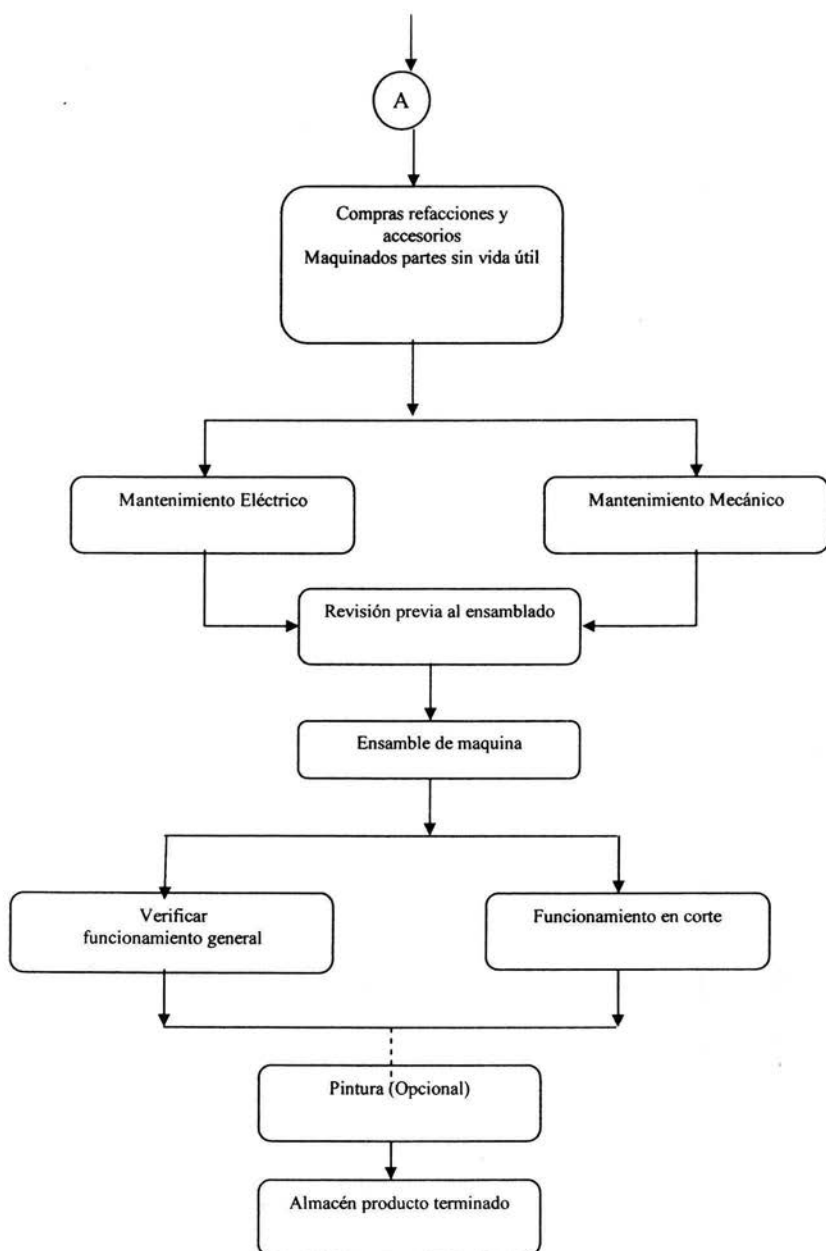 A
Compras refacciones y
accesorios
Maquinados partes sin vida útil
Mantenimiento Eléctrico
Mantenimiento Mecánico
Revisión previa al ensamblado
Ensamble de maquina
Verificar
funcionamiento general
Funcionamiento en corte
Pintura (Opcional)
Almacén producto terminado